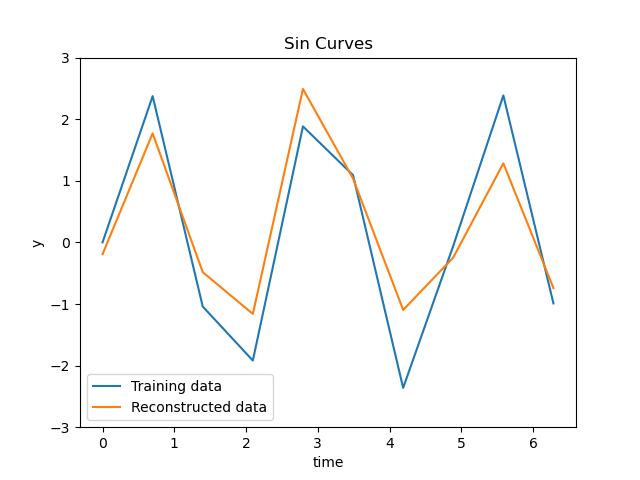 Sin Curves
3
2
1
0
−1
−2
−3
y
Training data
Reconstructed data
0 1 2 3 4 5 6
time